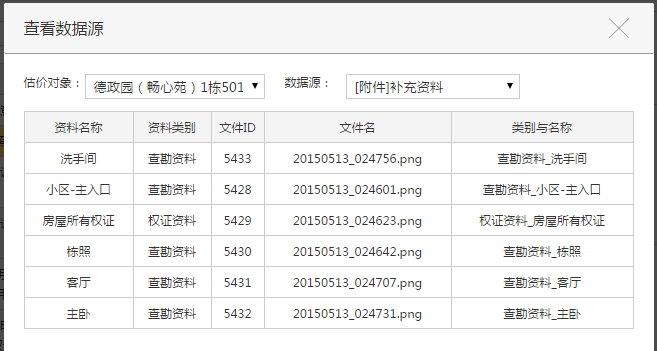 查看数据源
估价对象： 德政园（畅心苑）1栋501 数据源： [附件]补充资料
资料名称 资料类别 文件ID 文件名 类别与名称
洗手间 查勘资料 5433 20150513_024756.png 查勘资料_洗手间
小区-主入口 查勘资料 5428 20150513_024601.png 查勘资料_小区-主入口
房屋所有权证 权证资料 5429 20150513_024623.png 权证资料_房屋所有权证
栋照 查勘资料 5430 20150513_024642.png 查勘资料_栋照
客厅 查勘资料 5431 20150513_024707.png 查勘资料_客厅
主卧 查勘资料 5432 20150513_024731.png 查勘资料_主卧